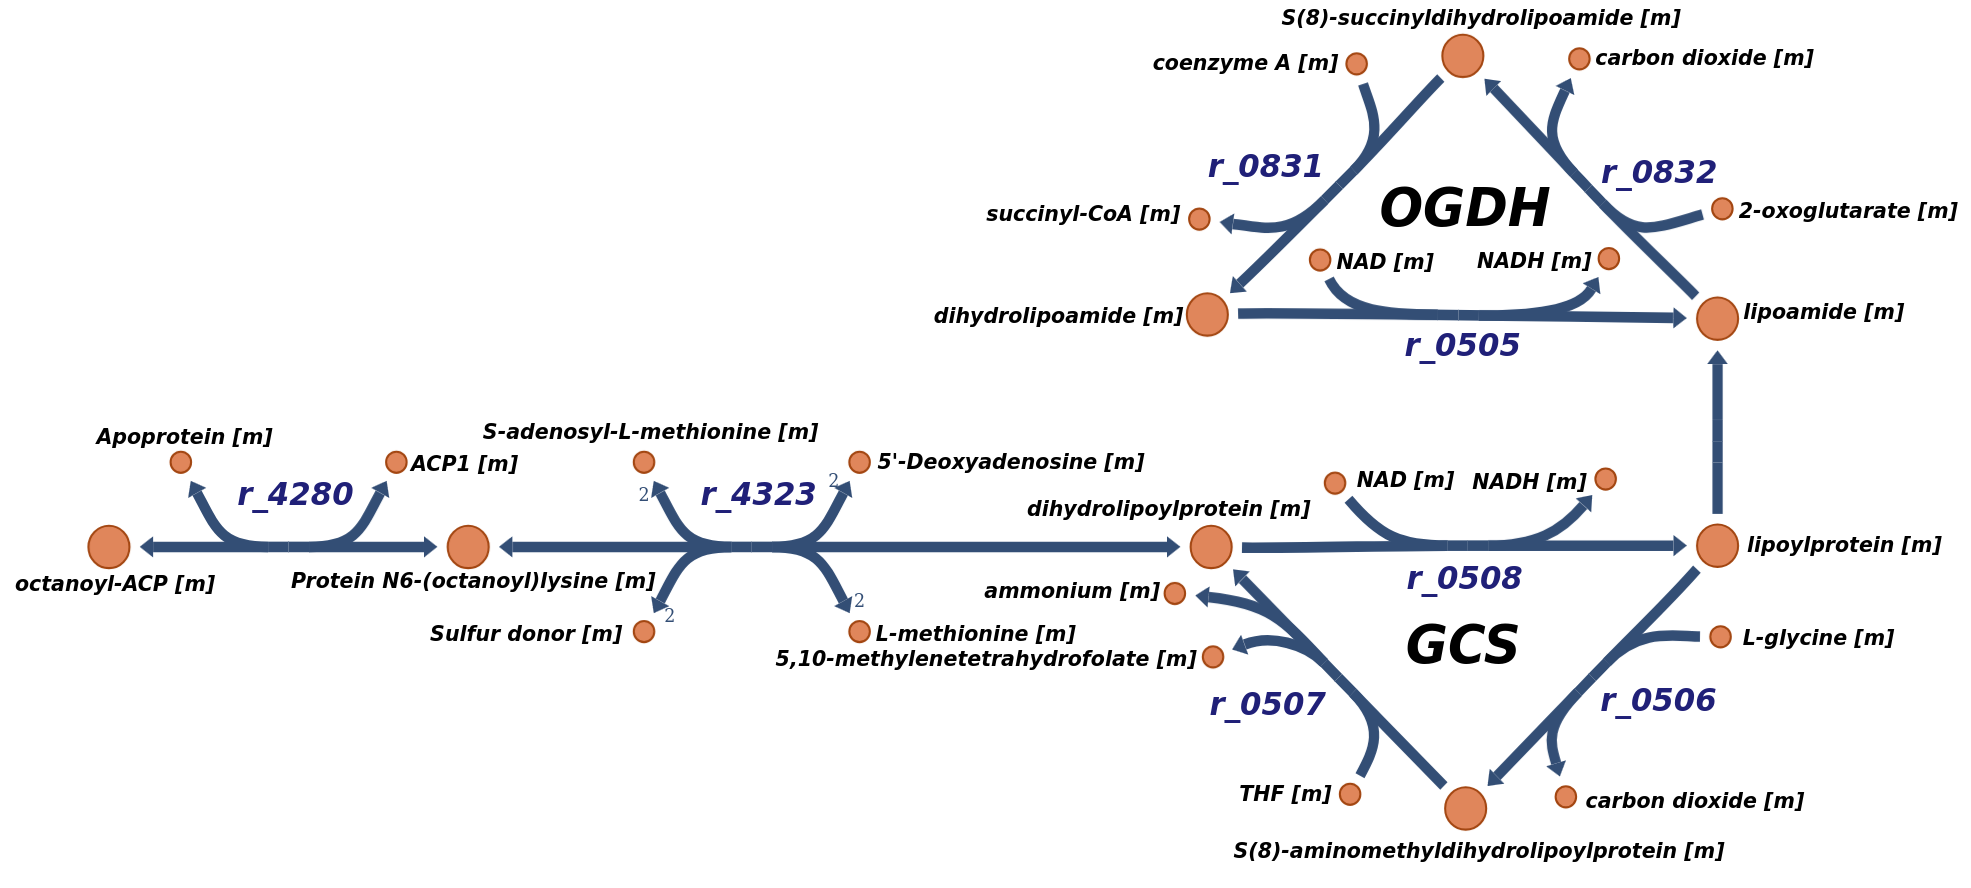 S(8)-succinyldihydrolipoamide [m]
coenzyme A [m]
carbon dioxide [m]
r_0831
r_0832
OGDH
succinyl-CoA [m]
2-oxoglutarate [m]
NAD [m]
NADH [m]
dihydrolipoamide [m]
lipoamide [m]
r_0505
Apoprotein [m]
ACP1 [m]
S-adenosyl-L-methionine [m]
5'-Deoxyadenosine [m]
r_4280
2
r_4323
2
NAD [m]
NADH [m]
dihydrolipoylprotein [m]
lipoylprotein [m]
octanoyl-ACP [m]
Protein N6-(octanoyl)lysine [m]
r_0508
ammonium [m]
2
2
Sulfur donor [m]
L-methionine [m]
GCS
L-glycine [m]
5,10-methylenetetrahydrofolate [m]
r_0507
r_0506
THF [m]
carbon dioxide [m]
S(8)-aminomethyldihydrolipoylprotein [m]